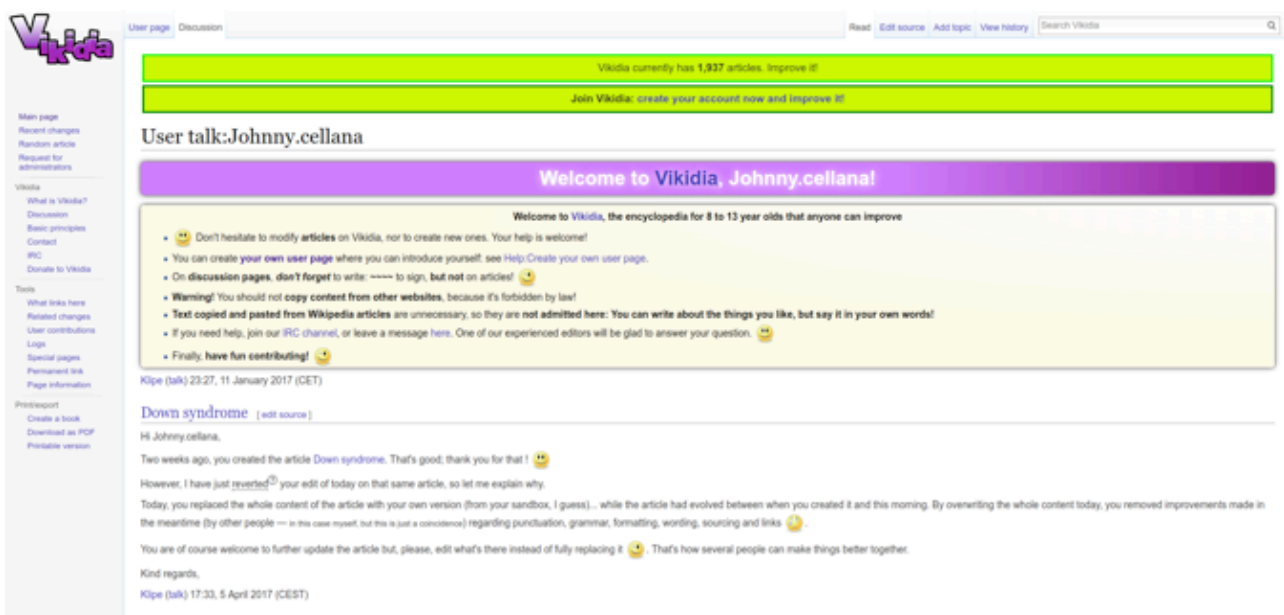 Vikidia
User page Discussion
Read Edit source Add topic View history Search Vikidia
Vikidia currently has 1,937 articles. Improve it!
Join Vikidia: create your account now and improve it!
Main page
Recent changes
Random article
Request for
administrators
Vikidia
What is Vikidia?
Discussion
Basic principles
Contact
IRC
Donate to Vikidia
Tools
What links here
Related changes
User contributions
Logs
Special pages
Permanent link
Page information
Print/export
Create a book
Download as PDF
Printable version
User talk:Johnny.cellana
Welcome to Vikidia, Johnny.cellana!
Welcome to Vikidia, the encyclopedia for 8 to 13 year olds that anyone can improve
Don't hesitate to modify articles on Vikidia, nor to create new ones. Your help is welcome!
You can create your own user page where you can introduce yourself: see Help:Create your own user page.
On discussion pages, don't forget to write: ~~~~ to sign, but not on articles!
Warning! You should not copy content from other websites, because it's forbidden by law!
Text copied and pasted from Wikipedia articles are unnecessary, so they are not admitted here: You can write about the things you like, but say it in your own words!
If you need help, join our IRC channel, or leave a message here. One of our experienced editors will be glad to answer your question.
Finally, have fun contributing!
Klipe (talk) 23:27, 11 January 2017 (CET)
Down syndrome [ edit source ]
Hi Johnny.cellana,
Two weeks ago, you created the article Down syndrome. That's good; thank you for that !
However, I have just reverted(?) your edit of today on that same article, so let me explain why.
Today, you replaced the whole content of the article with your own version (from your sandbox, I guess)... while the article had evolved between when you created it and this morning. By overwriting the whole content today, you removed improvements made in
the meantime (by other people — in this case myself, but this is just a coincidence) regarding punctuation, grammar, formatting, wording, sourcing and links .
You are of course welcome to further update the article but, please, edit what's there instead of fully replacing it . That's how several people can make things better together.
Kind regards,
Klipe (talk) 17:33, 5 April 2017 (CEST)